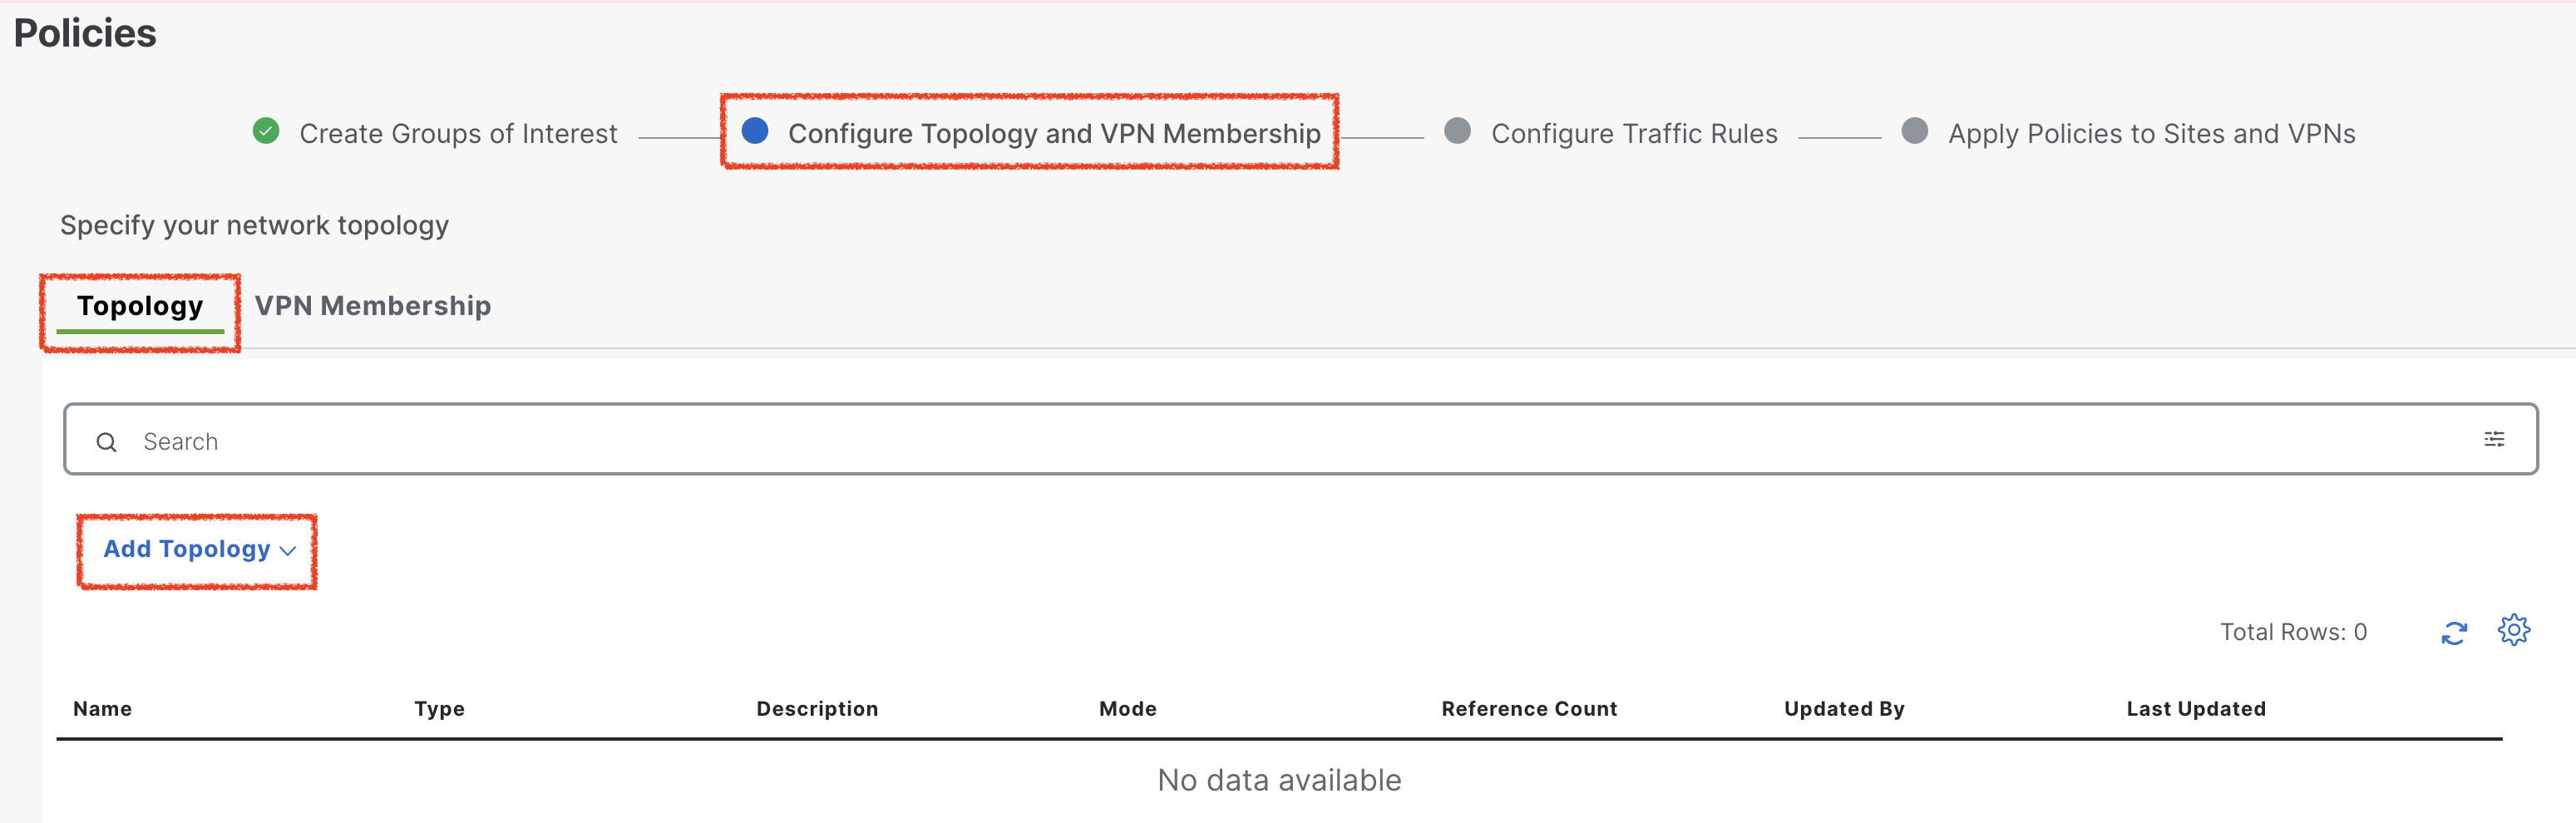 Policies
Create Groups of Interest
Configure Topology and VPN Membership
Configure Traffic Rules
Apply Policies to Sites and VPNs
Specify your network topology
Topology
VPN Membership
Search
Add Topology
Total Rows: 0
Name Type Description Mode Reference Count Updated By Last Updated
No data available